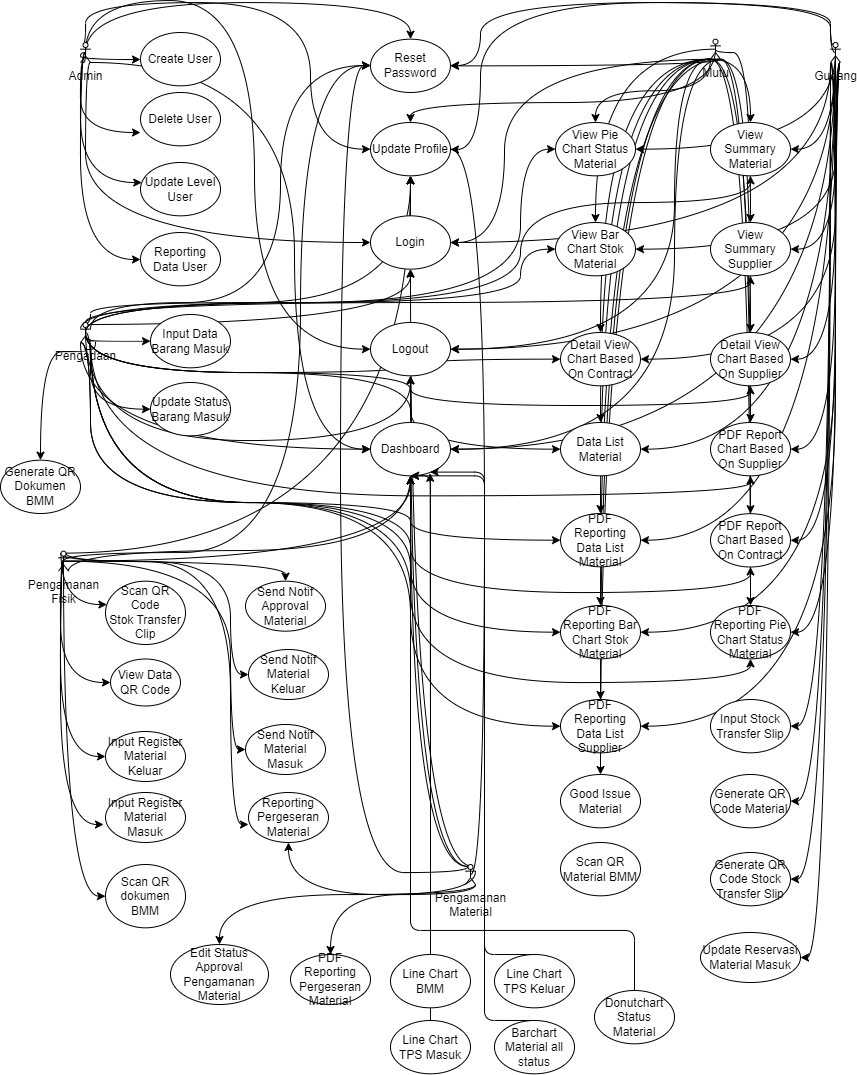 Admin
Mutu
Gudang
Create User
Reset
Password
Delete User
Update Profile
View Pie
Chart Status
Material
View
Summary
Material
Update Level
User
Login
View Bar
Chart Stok
Material
View
Summary
Supplier
Reporting
Data User
Pengadaan
Input Data
Barang Masuk
Logout
Detail View
Chart Based
On Contract
Detail View
Chart Based
On Supplier
Update Status
Barang Masuk
Dashboard
Data List
Material
PDF Report
Chart Based
On Supplier
Generate QR
Dokumen
BMM
PDF
Reporting
Data List
Material
PDF Report
Chart Based
On Contract
Pengamanan
Fisik
Scan QR
Code
Stok Transfer
Clip
Send Notif
Approval
Material
PDF
Reporting Bar
Chart Stok
Material
PDF
Reporting Pie
Chart Status
Material
View Data
QR Code
Send Notif
Material
Keluar
PDF
Reporting
Data List
Supplier
Input Stock
Transfer Slip
Input Register
Material
Keluar
Send Notif
Material
Masuk
Good Issue
Material
Generate QR
Code Material
Input Register
Material
Masuk
Reporting
Pergeseran
Material
Scan QR
Material BMM
Generate QR
Code Stock
Transfer Slip
Scan QR
dokumen
BMM
Pengamanan
Material
Edit Status
Approval
Pengamanan
Material
PDF
Reporting
Pergeseran
Material
Line Chart
BMM
Line Chart
TPS Keluar
Update Reservasi
Material Masuk
Donutchart
Status
Material
Line Chart
TPS Masuk
Barchart
Material all
status